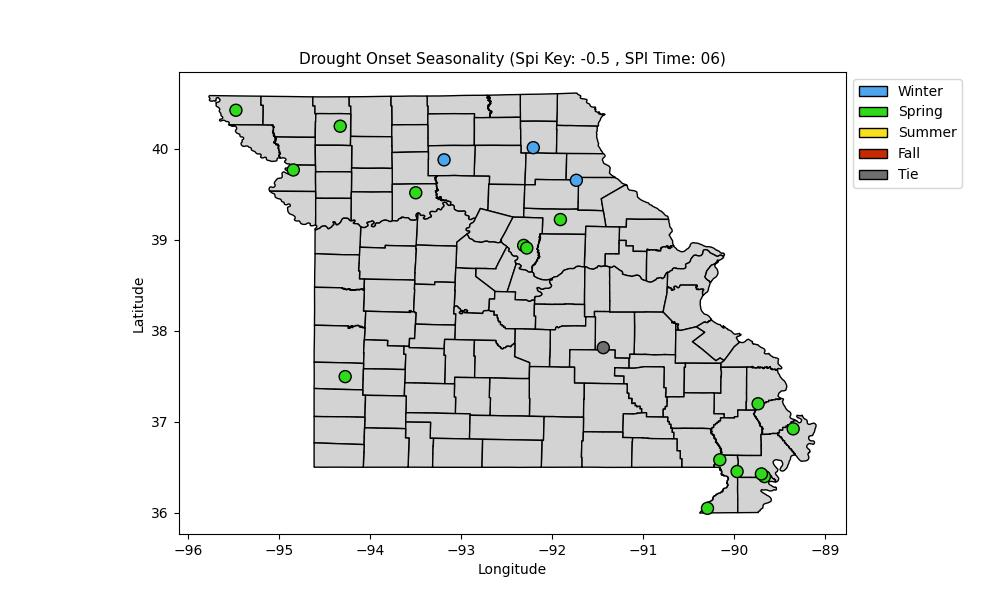 Drought Onset Seasonality (Spi Key: -0.5 , SPI Time: 06)
Winter
Spring
Summer
Fall
Tie
Latitude
40
39
38
37
36
−96
−95
−94
−93
−92
−91
−90
−89
Longitude